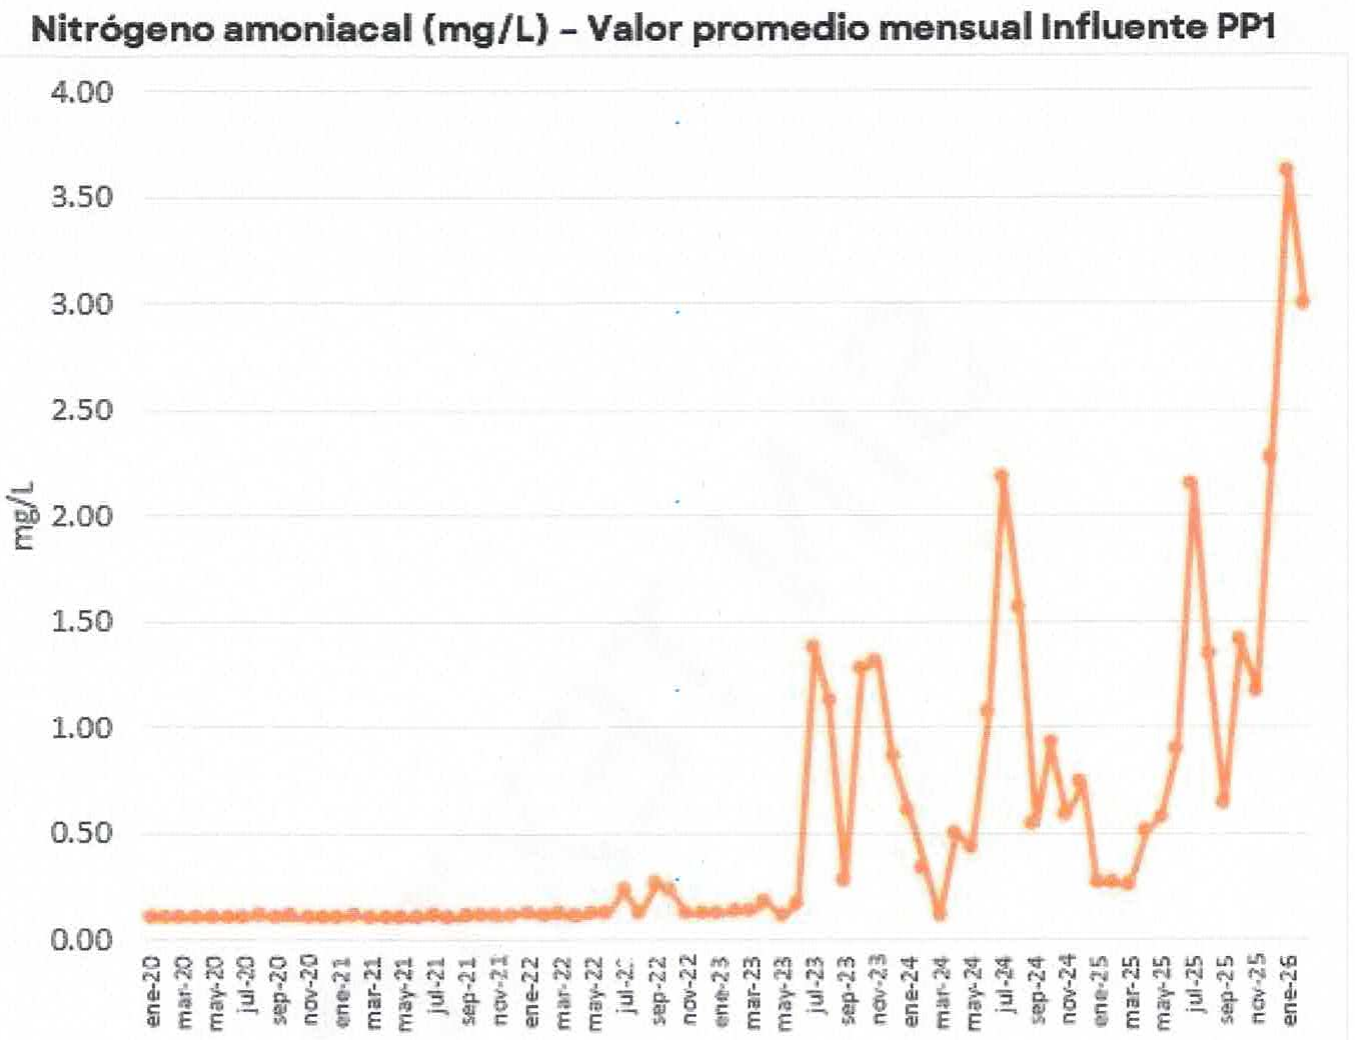 Nitrógeno amoniacal (mg/L) – Valor promedio mensual Influente PP1
4.00
3.50
3.00
2.50
2.00
1.50
1.00
0.50
0.00
mg/L
ene-20
mar-20
may-20
jul-20
sep-20
nov-20
ene-21
mar-21
may-21
jul-21
sep-21
nov-21
ene-22
mar-22
may-22
sep-22
nov-22
ene-23
mar-23
may-23
jul-23
sep-23
nov-23
ene-24
mar-24
may-24
jul-24
sep-24
nov-24
ene-25
mar-25
may-25
jul-25
sep-25
nov-25
ene-26